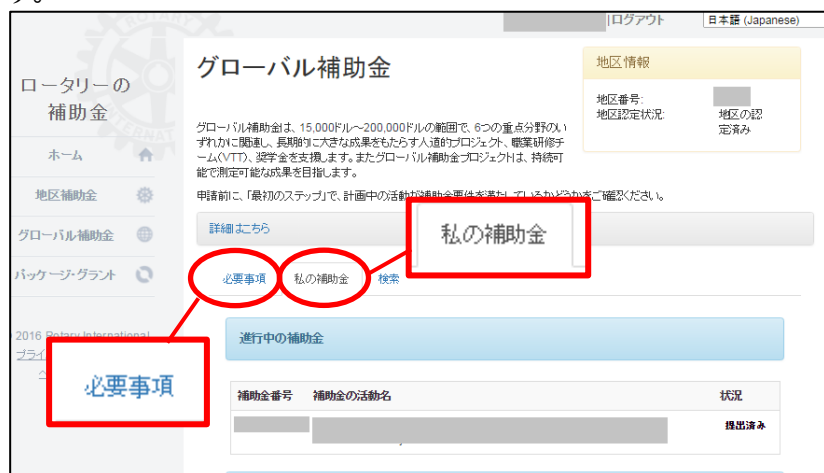 す。
|ログアウト
日本語 (Japanese)
ロータリーの
補助金
ホーム
地区補助金
グローバル補助金
パッケージ・グラント
2016 Rotary International
グローバル補助金
地区情報
地区番号:
地区認定状況:
地区の認
定済み
グローバル補助金は、15,000ドル～200,000ドルの範囲で、6つの重点分野のい
ずれかに関連し、長期的に大きな成果をもたらす人道的プロジェクト、職業研修チ
ーム(VTT)、奨学金を支援します。またグローバル補助金プロジェクトは、持続可
能で測定可能な成果を目指します。
申請前に、「最初のステップ」で、計画中の活動が補助金要件を満たしているかどうかをご確認ください。
詳細はこちら
私の補助金
必要事項
私の補助金
検索
必要事項
進行中の補助金
補助金番号
補助金の活動名
状況
提出済み